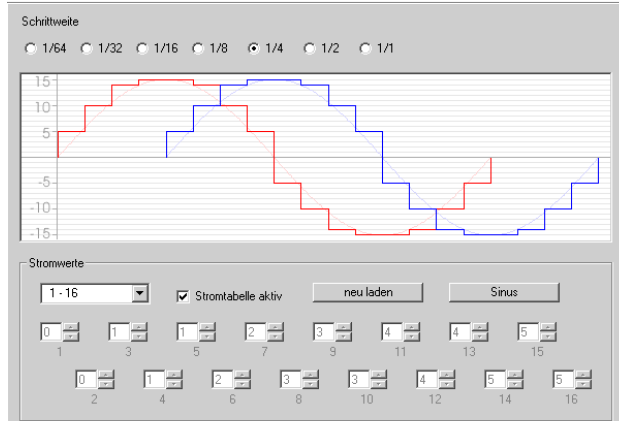 Schrittweite
1/64 1/32 1/16 1/8 1/4 1/2 1/1
15
10
5
-5
-10
-15
Stromwerte
1 - 16 Stromtabelle aktiv neu laden Sinus
0 1 1 2 3 4 4 5
1 3 5 7 9 11 13 15
0 1 2 3 3 4 5 5
2 4 6 8 10 12 14 16